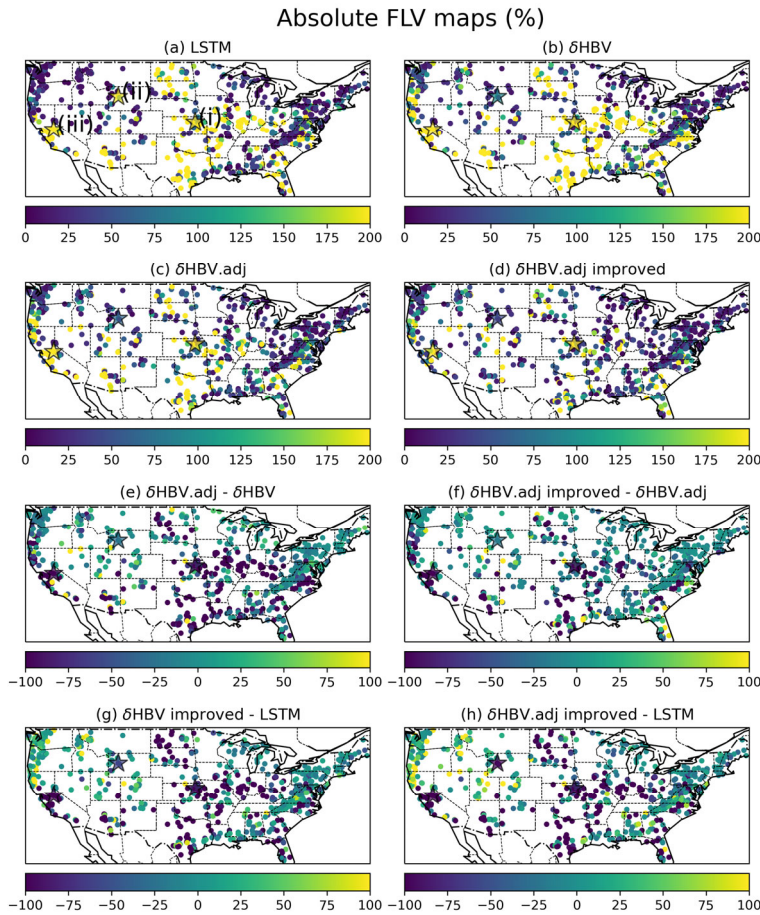 Absolute FLV maps (%)
(a) LSTM
(b) δHBV
(ii)
(i)
(iii)
0 25 50 75 100 125 150 175 200
0 25 50 75 100 125 150 175 200
(c) δHBV.adj
(d) δHBV.adj improved
0 25 50 75 100 125 150 175 200
0 25 50 75 100 125 150 175 200
(e) δHBV.adj - δHBV
(f) δHBV.adj improved - δHBV.adj
−100 −75 −50 −25 0 25 50 75 100
−100 −75 −50 −25 0 25 50 75 100
(g) δHBV improved - LSTM
(h) δHBV.adj improved - LSTM
−100 −75 −50 −25 0 25 50 75 100
−100 −75 −50 −25 0 25 50 75 100